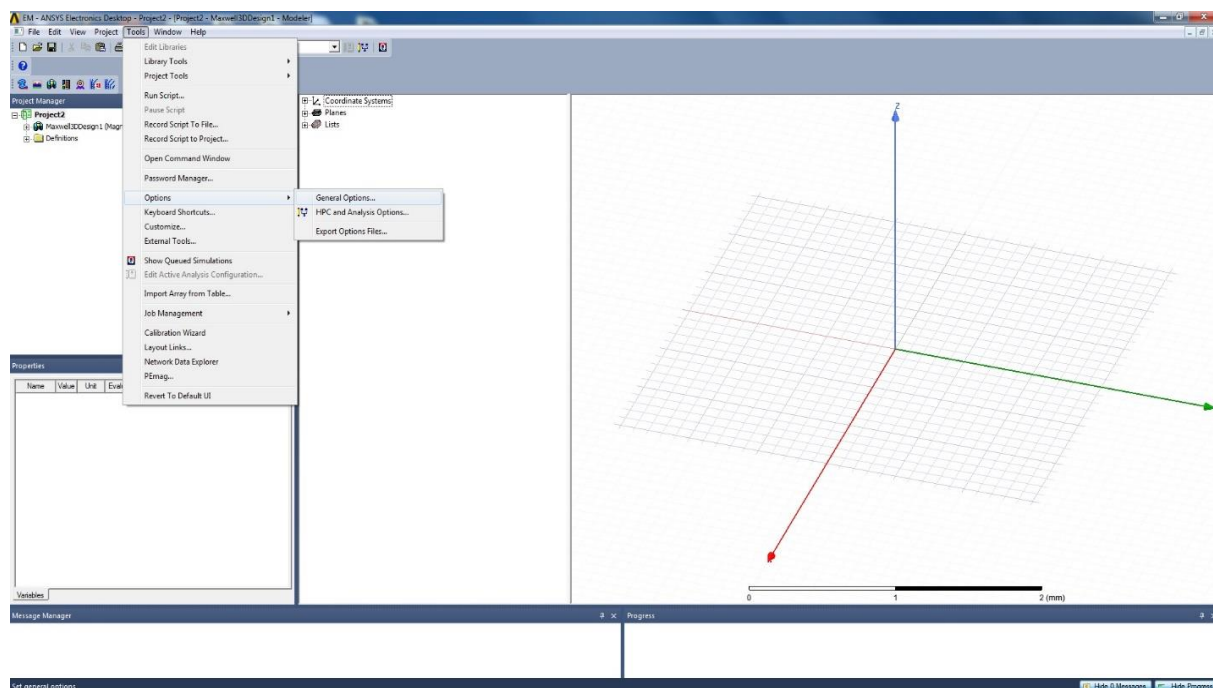 EM - ANSYS Electronics Desktop - Project2 - [Project2 - Maxwell3DDesign1 - Modeler]
File Edit View Project Tools Window Help
Edit Libraries
Library Tools
Project Tools
Run Script...
Pause Script
Record Script To File...
Record Script to Project...
Open Command Window
Password Manager...
Options
Keyboard Shortcuts...
Customize...
External Tools...
Show Queued Simulations
Edit Active Analysis Configuration...
Import Array from Table...
Job Management
Calibration Wizard
Layout Links...
Network Data Explorer
PEmag...
Revert To Default UI
General Options...
HPC and Analysis Options...
Export Options Files...
Project Manager
Project2
Maxwell3DDesign1 (Magn
Definitions
Coordinate Systems
Planes
Lists
Z
Properties
Name Value Unit Evalu
Variables
0 1 2 (mm)
Message Manager
Progress
Set general options
Hide 0 Messages Hide Progress